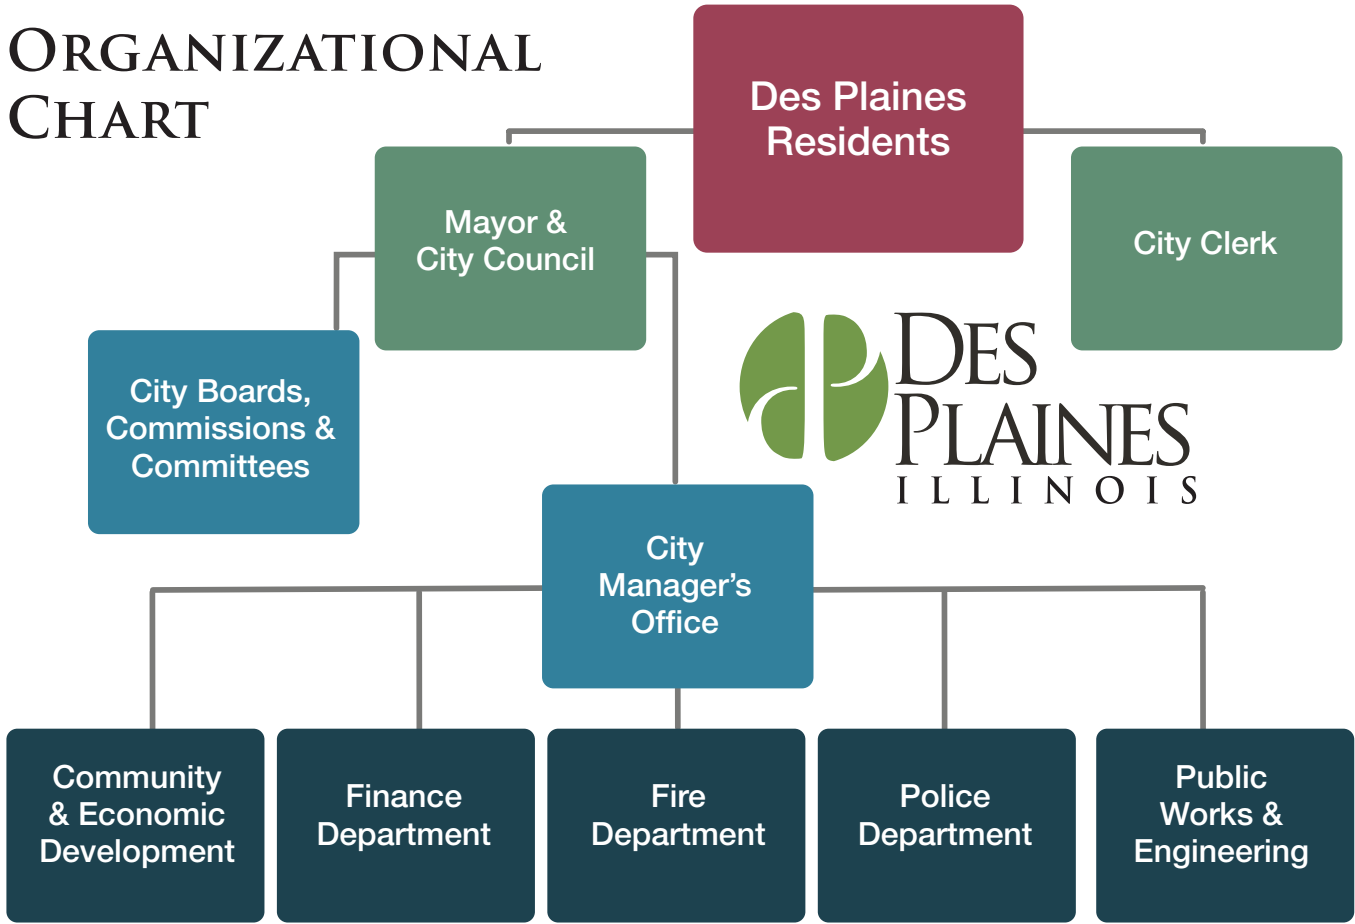 ORGANIZATIONAL
CHART
Des Plaines
Residents
Mayor &
City Council
City Clerk
DES
PLAINES
ILLINOIS
City Boards,
Commissions &
Committees
City
Manager’s
Office
Community
& Economic
Development
Finance
Department
Fire
Department
Police
Department
Public
Works &
Engineering